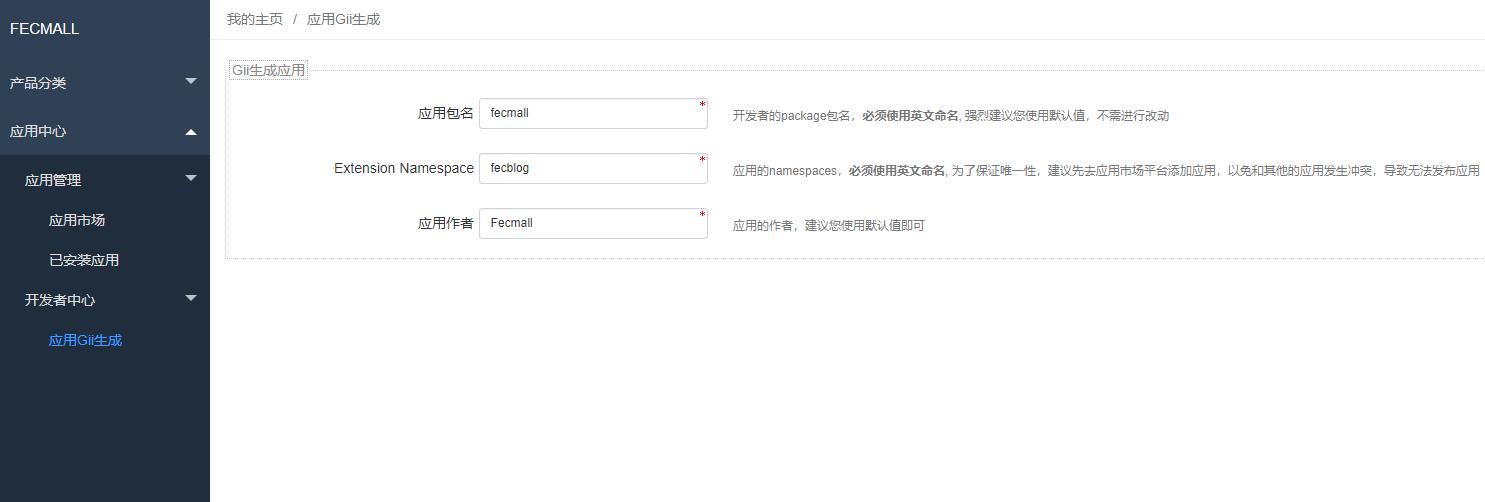 FECMALL
产品分类
应用中心
应用管理
应用市场
已安装应用
开发者中心
应用Gii生成
我的主页 / 应用Gii生成
Gii生成应用
应用包名 fecmall * 开发者的package包名，必须使用英文命名, 强烈建议您使用默认值，不需进行改动
Extension Namespace fecblog * 应用的namespaces，必须使用英文命名, 为了保证唯一性，建议先去应用市场平台添加应用，以免和其他的应用发生冲突，导致无法发布应用
应用作者 Fecmall * 应用的作者，建议您使用默认值即可